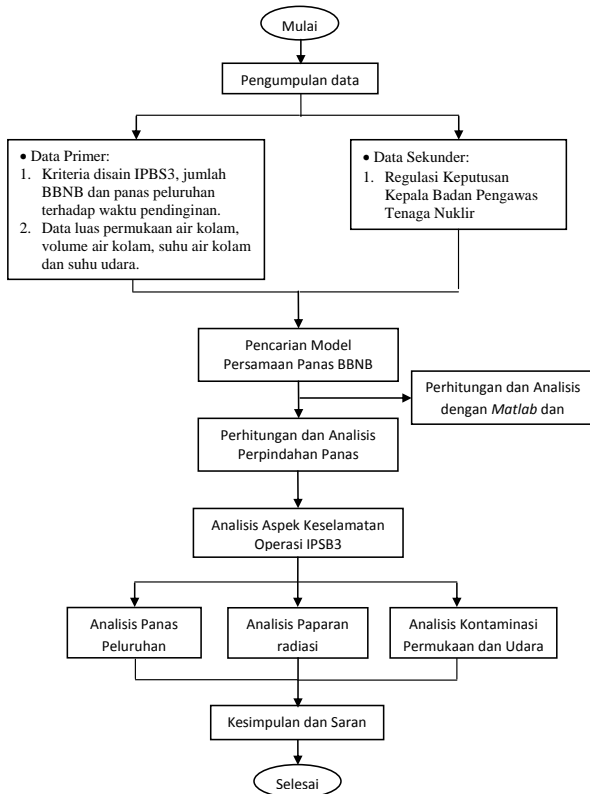 Mulai
Pengumpulan data
• Data Primer:
1. Kriteria disain IPBS3, jumlah
BBNB dan panas peluruhan
terhadap waktu pendinginan.
2. Data luas permukaan air kolam,
volume air kolam, suhu air kolam
dan suhu udara.
• Data Sekunder:
1. Regulasi Keputusan
Kepala Badan Pengawas
Tenaga Nuklir
Pencarian Model
Persamaan Panas BBNB
Perhitungan dan Analisis
dengan Matlab dan
Perhitungan dan Analisis
Perpindahan Panas
Analisis Aspek Keselamatan
Operasi IPSB3
Analisis Panas
Peluruhan
Analisis Paparan
radiasi
Analisis Kontaminasi
Permukaan dan Udara
Kesimpulan dan Saran
Selesai